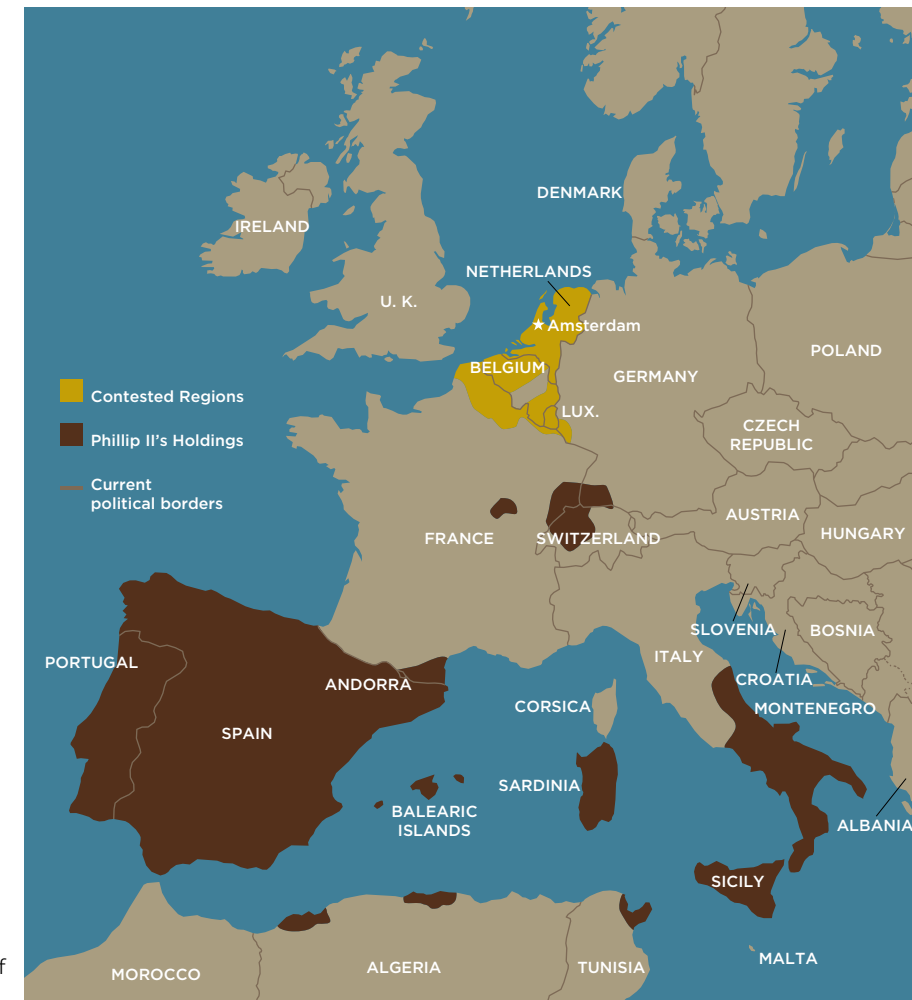 DENMARK
IRELAND
NETHERLANDS
U. K.
Amsterdam
POLAND
BELGIUM
GERMANY
Contested Regions
LUX.
Phillip II’s Holdings
CZECH
REPUBLIC
Current
political borders
AUSTRIA
HUNGARY
FRANCE
SWITZERLAND
SLOVENIA
BOSNIA
PORTUGAL
ITALY
ANDORRA
CROATIA
CORSICA
MONTENEGRO
SPAIN
SARDINIA
BALEARIC
ISLANDS
ALBANIA
SICILY
MALTA
f
MOROCCO
ALGERIA
TUNISIA